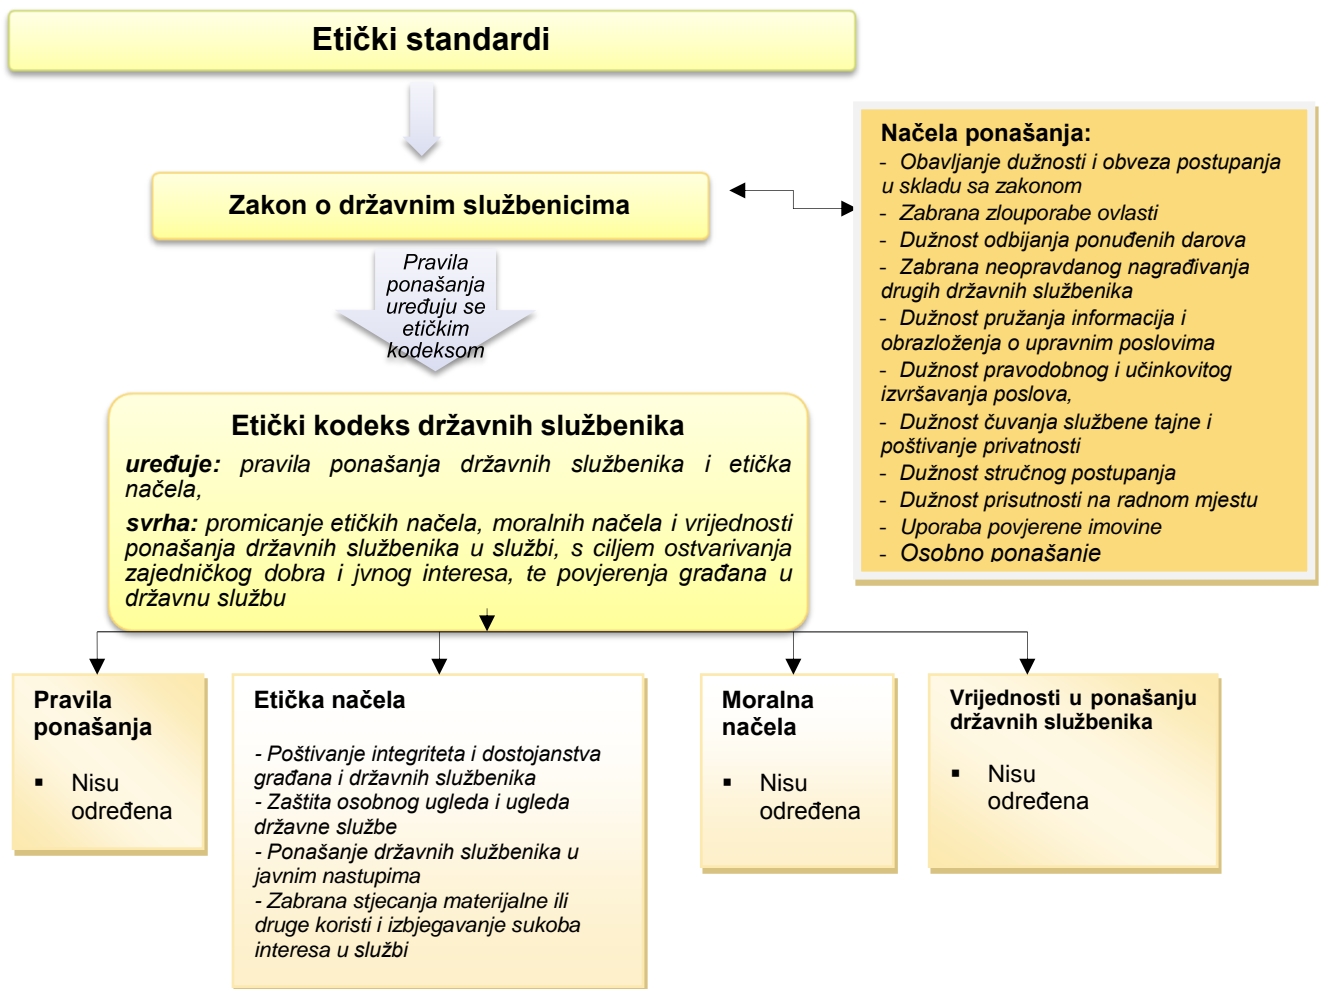 Etički standardi
Zakon o državnim službenicima
Pravila
ponašanja
uređuju se
etičkim
kodeksom
Načela ponašanja:
- Obavljanje dužnosti i obveza postupanja
u skladu sa zakonom
- Zabrana zlouporabe ovlasti
- Dužnost odbijanja ponuđenih darova
- Zabrana neopravdanog nagrađivanja
drugih državnih službenika
- Dužnost pružanja informacija i
obrazloženja o upravnim poslovima
- Dužnost pravodobnog i učinkovitog
izvršavanja poslova,
- Dužnost čuvanja službene tajne i
poštivanje privatnosti
- Dužnost stručnog postupanja
- Dužnost prisutnosti na radnom mjestu
- Uporaba povjerene imovine
- Osobno ponašanje
Etički kodeks državnih službenika
uređuje: pravila ponašanja državnih službenika i etička
načela,
svrha: promicanje etičkih načela, moralnih načela i vrijednosti
ponašanja državnih službenika u službi, s ciljem ostvarivanja
zajedničkog dobra i jvnog interesa, te povjerenja građana u
državnu službu
Pravila
ponašanja
▪ Nisu
određena
Etička načela
- Poštivanje integriteta i dostojanstva
građana i državnih službenika
- Zaštita osobnog ugleda i ugleda
državne službe
- Ponašanje državnih službenika u
javnim nastupima
- Zabrana stjecanja materijalne ili
druge koristi i izbjegavanje sukoba
interesa u službi
Moralna
načela
▪ Nisu
određena
Vrijednosti u ponašanju
državnih službenika
▪ Nisu
određena